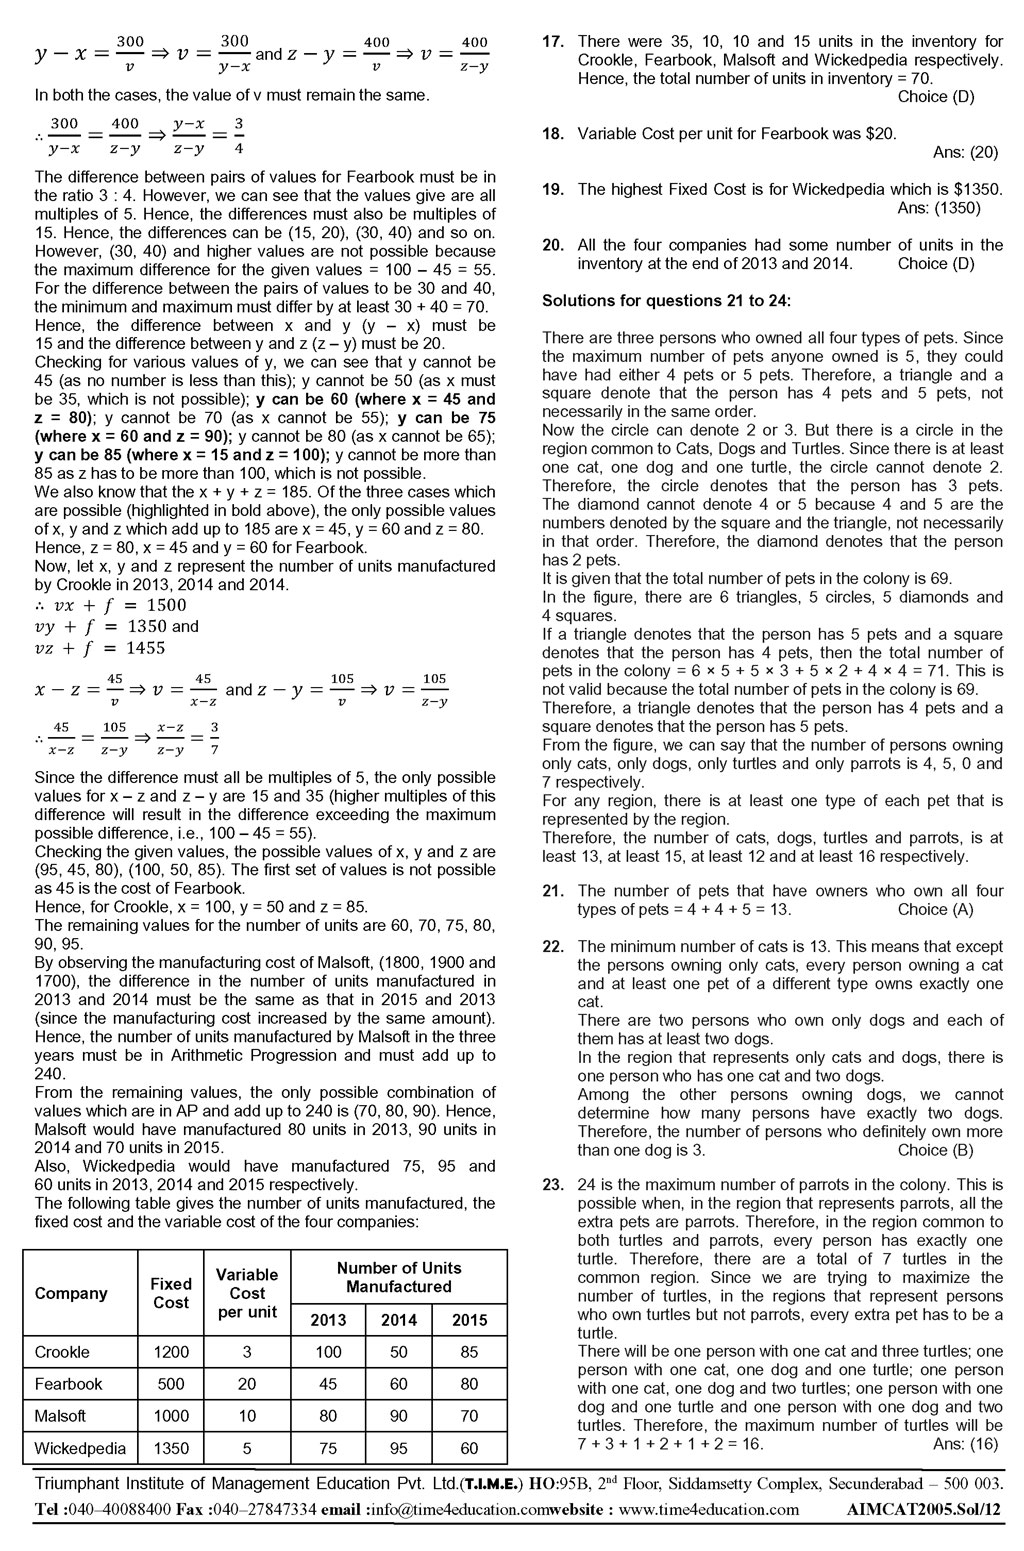 y − x = 300/v ⇒ v = 300/y−x and z − y = 400/v ⇒ v = 400/z−y
In both the cases, the value of v must remain the same.
∴ 300/y−x = 400/z−y ⇒ y−x/z−y = 3/4
The difference between pairs of values for Fearbook must be in
the ratio 3 : 4. However, we can see that the values give are all
multiples of 5. Hence, the differences must also be multiples of
15. Hence, the differences can be (15, 20), (30, 40) and so on.
However, (30, 40) and higher values are not possible because
the maximum difference for the given values = 100 – 45 = 55.
For the difference between the pairs of values to be 30 and 40,
the minimum and maximum must differ by at least 30 + 40 = 70.
Hence, the difference between x and y (y – x) must be
15 and the difference between y and z (z – y) must be 20.
Checking for various values of y, we can see that y cannot be
45 (as no number is less than this); y cannot be 50 (as x must
be 35, which is not possible); y can be 60 (where x = 45 and
z = 80); y cannot be 70 (as x cannot be 55); y can be 75
(where x = 60 and z = 90); y cannot be 80 (as x cannot be 65);
y can be 85 (where x = 15 and z = 100); y cannot be more than
85 as z has to be more than 100, which is not possible.
We also know that the x + y + z = 185. Of the three cases which
are possible (highlighted in bold above), the only possible values
of x, y and z which add up to 185 are x = 45, y = 60 and z = 80.
Hence, z = 80, x = 45 and y = 60 for Fearbook.
Now, let x, y and z represent the number of units manufactured
by Crookle in 2013, 2014 and 2014.
∴ vx + f = 1500
vy + f = 1350 and
vz + f = 1455
x − z = 45/v ⇒ v = 45/x−z and z − y = 105/v ⇒ v = 105/z−y
∴ 45/x−z = 105/z−y ⇒ x−z/z−y = 3/7
Since the difference must all be multiples of 5, the only possible
values for x – z and z – y are 15 and 35 (higher multiples of this
difference will result in the difference exceeding the maximum
possible difference, i.e., 100 – 45 = 55).
Checking the given values, the possible values of x, y and z are
(95, 45, 80), (100, 50, 85). The first set of values is not possible
as 45 is the cost of Fearbook.
Hence, for Crookle, x = 100, y = 50 and z = 85.
The remaining values for the number of units are 60, 70, 75, 80,
90, 95.
By observing the manufacturing cost of Malsoft, (1800, 1900 and
1700), the difference in the number of units manufactured in
2013 and 2014 must be the same as that in 2015 and 2013
(since the manufacturing cost increased by the same amount).
Hence, the number of units manufactured by Malsoft in the three
years must be in Arithmetic Progression and must add up to
240.
From the remaining values, the only possible combination of
values which are in AP and add up to 240 is (70, 80, 90). Hence,
Malsoft would have manufactured 80 units in 2013, 90 units in
2014 and 70 units in 2015.
Also, Wickedpedia would have manufactured 75, 95 and
60 units in 2013, 2014 and 2015 respectively.
The following table gives the number of units manufactured, the
fixed cost and the variable cost of the four companies:
Company Fixed Cost Variable Cost per unit Number of Units Manufactured
2013 2014 2015
Crookle 1200 3 100 50 85
Fearbook 500 20 45 60 80
Malsoft 1000 10 80 90 70
Wickedpedia 1350 5 75 95 60
17. There were 35, 10, 10 and 15 units in the inventory for
Crookle, Fearbook, Malsoft and Wickedpedia respectively.
Hence, the total number of units in inventory = 70.
Choice (D)
18. Variable Cost per unit for Fearbook was $20.
Ans: (20)
19. The highest Fixed Cost is for Wickedpedia which is $1350.
Ans: (1350)
20. All the four companies had some number of units in the
inventory at the end of 2013 and 2014. Choice (D)
Solutions for questions 21 to 24:
There are three persons who owned all four types of pets. Since
the maximum number of pets anyone owned is 5, they could
have had either 4 pets or 5 pets. Therefore, a triangle and a
square denote that the person has 4 pets and 5 pets, not
necessarily in the same order.
Now the circle can denote 2 or 3. But there is a circle in the
region common to Cats, Dogs and Turtles. Since there is at least
one cat, one dog and one turtle, the circle cannot denote 2.
Therefore, the circle denotes that the person has 3 pets.
The diamond cannot denote 4 or 5 because 4 and 5 are the
numbers denoted by the square and the triangle, not necessarily
in that order. Therefore, the diamond denotes that the person
has 2 pets.
It is given that the total number of pets in the colony is 69.
In the figure, there are 6 triangles, 5 circles, 5 diamonds and
4 squares.
If a triangle denotes that the person has 5 pets and a square
denotes that the person has 4 pets, then the total number of
pets in the colony = 6 × 5 + 5 × 3 + 5 × 2 + 4 × 4 = 71. This is
not valid because the total number of pets in the colony is 69.
Therefore, a triangle denotes that the person has 4 pets and a
square denotes that the person has 5 pets.
From the figure, we can say that the number of persons owning
only cats, only dogs, only turtles and only parrots is 4, 5, 0 and
7 respectively.
For any region, there is at least one type of each pet that is
represented by the region.
Therefore, the number of cats, dogs, turtles and parrots, is at
least 13, at least 15, at least 12 and at least 16 respectively.
21. The number of pets that have owners who own all four
types of pets = 4 + 4 + 5 = 13. Choice (A)
22. The minimum number of cats is 13. This means that except
the persons owning only cats, every person owning a cat
and at least one pet of a different type owns exactly one
cat.
There are two persons who own only dogs and each of
them has at least two dogs.
In the region that represents only cats and dogs, there is
one person who has one cat and two dogs.
Among the other persons owning dogs, we cannot
determine how many persons have exactly two dogs.
Therefore, the number of persons who definitely own more
than one dog is 3. Choice (B)
23. 24 is the maximum number of parrots in the colony. This is
possible when, in the region that represents parrots, all the
extra pets are parrots. Therefore, in the region common to
both turtles and parrots, every person has exactly one
turtle. Therefore, there are a total of 7 turtles in the
common region. Since we are trying to maximize the
number of turtles, in the regions that represent persons
who own turtles but not parrots, every extra pet has to be a
turtle.
There will be one person with one cat and three turtles; one
person with one cat, one dog and one turtle; one person
with one cat, one dog and two turtles; one person with one
dog and one turtle and one person with one dog and two
turtles. Therefore, the maximum number of turtles will be
7 + 3 + 1 + 2 + 1 + 2 = 16. Ans: (16)
Triumphant Institute of Management Education Pvt. Ltd.(T.I.M.E.) HO:95B, 2nd Floor, Siddamsetty Complex, Secunderabad – 500 003.
Tel :040–40088400 Fax :040–27847334 email :info@time4education.comwebsite : www.time4education.com AIMCAT2005.Sol/12